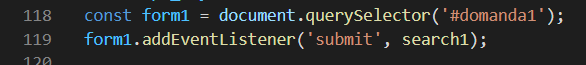 118 const form1 = document.querySelector('#domanda1');
119 form1.addEventListener('submit', search1);
120